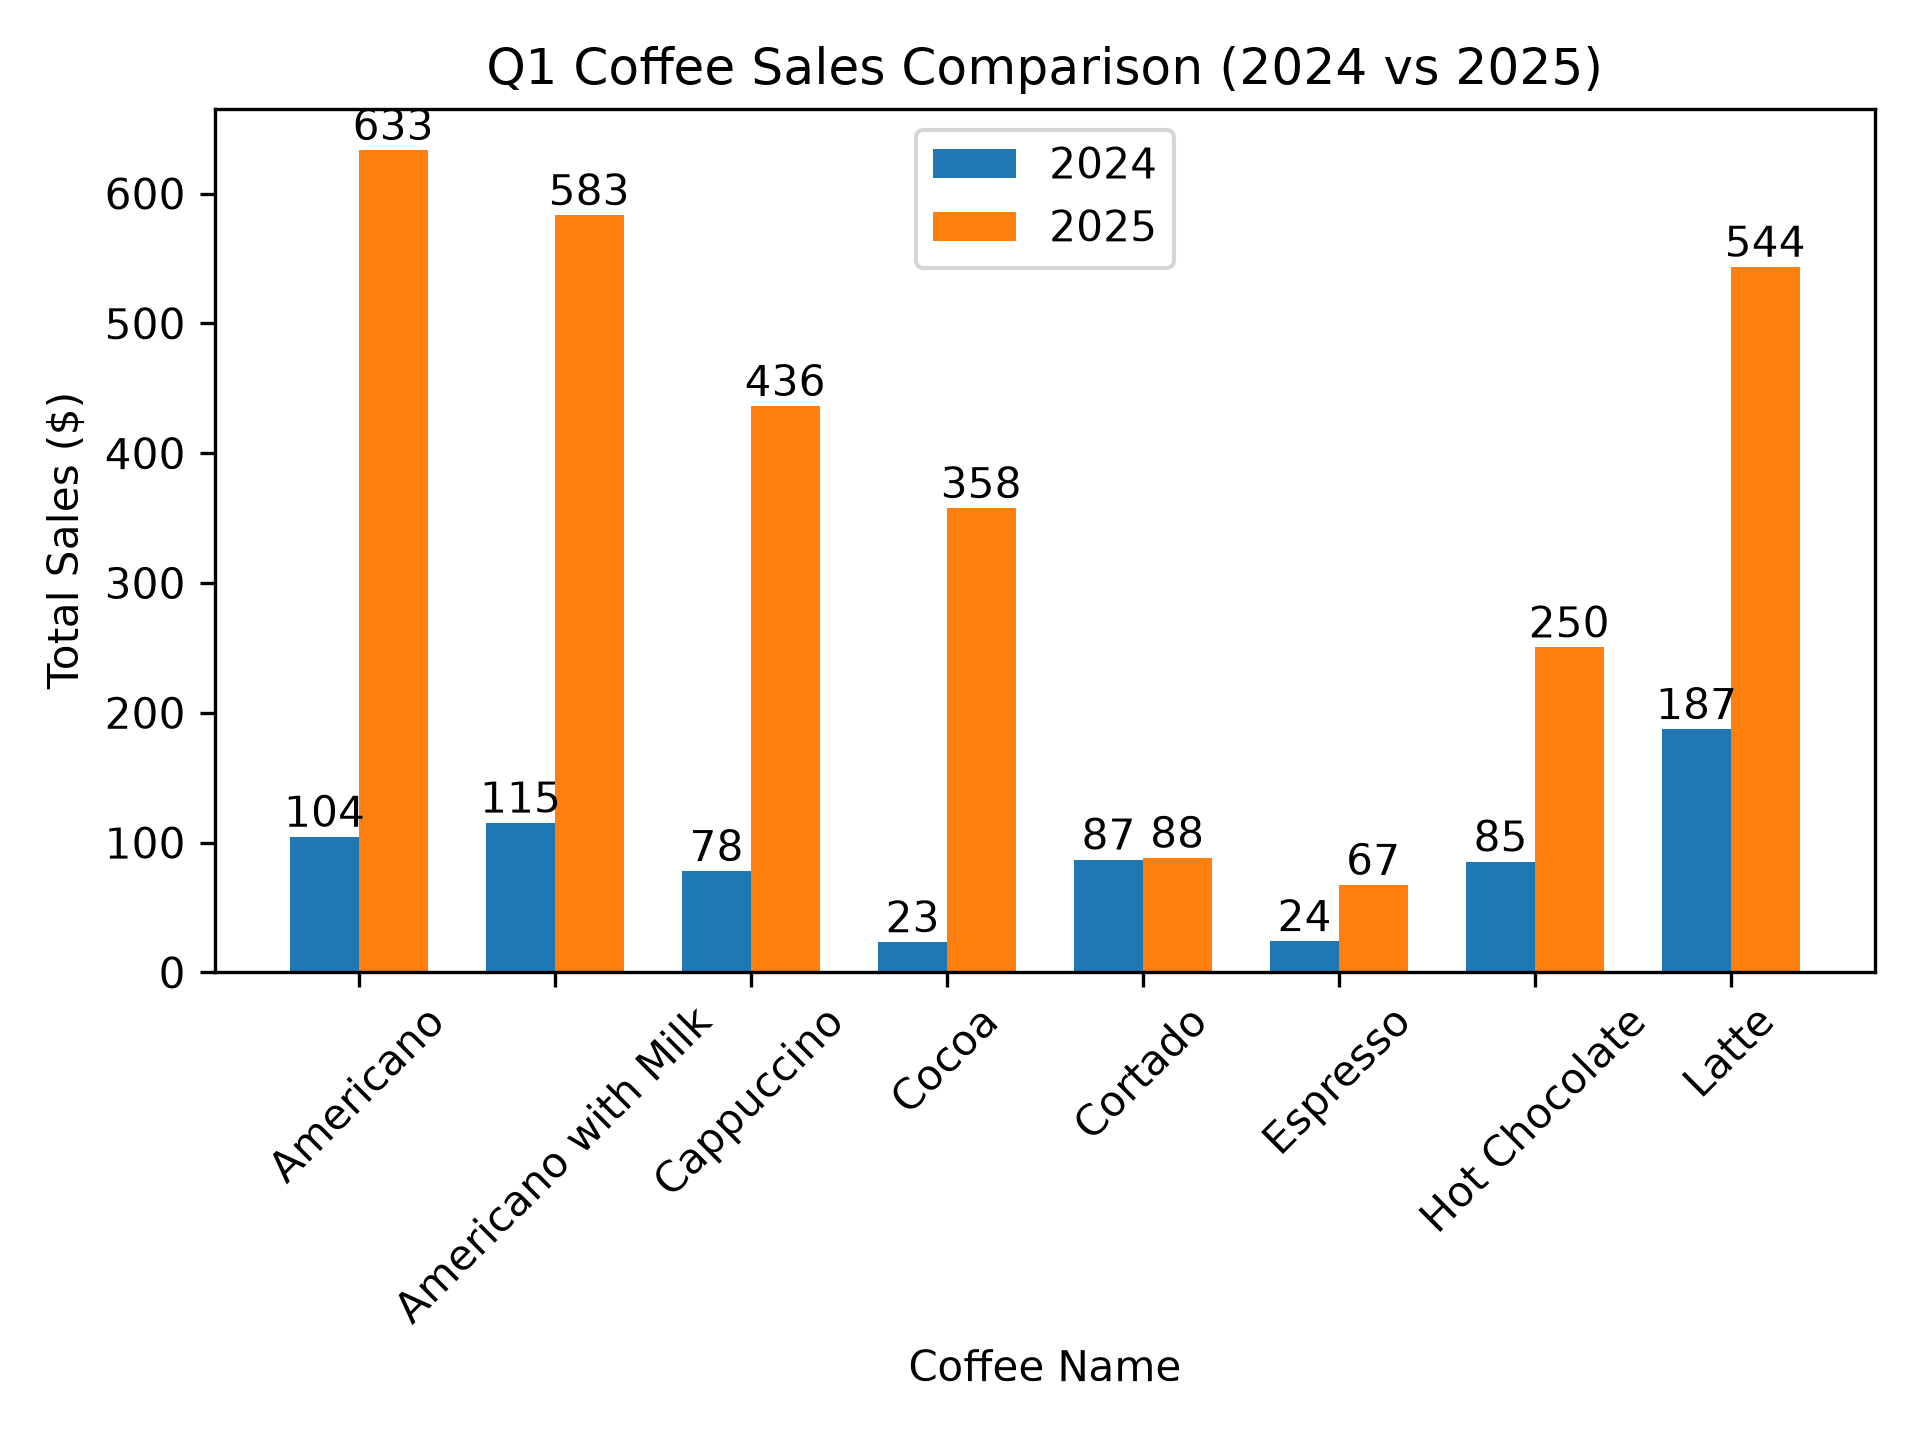 Q1 Coffee Sales Comparison (2024 vs 2025)
2024
2025
Total Sales ($)
600
500
400
300
200
100
0
104
633
115
583
78
436
23
358
87
88
24
67
85
250
187
544
Americano
Americano with Milk
Cappuccino
Cocoa
Cortado
Espresso
Hot Chocolate
Latte
Coffee Name